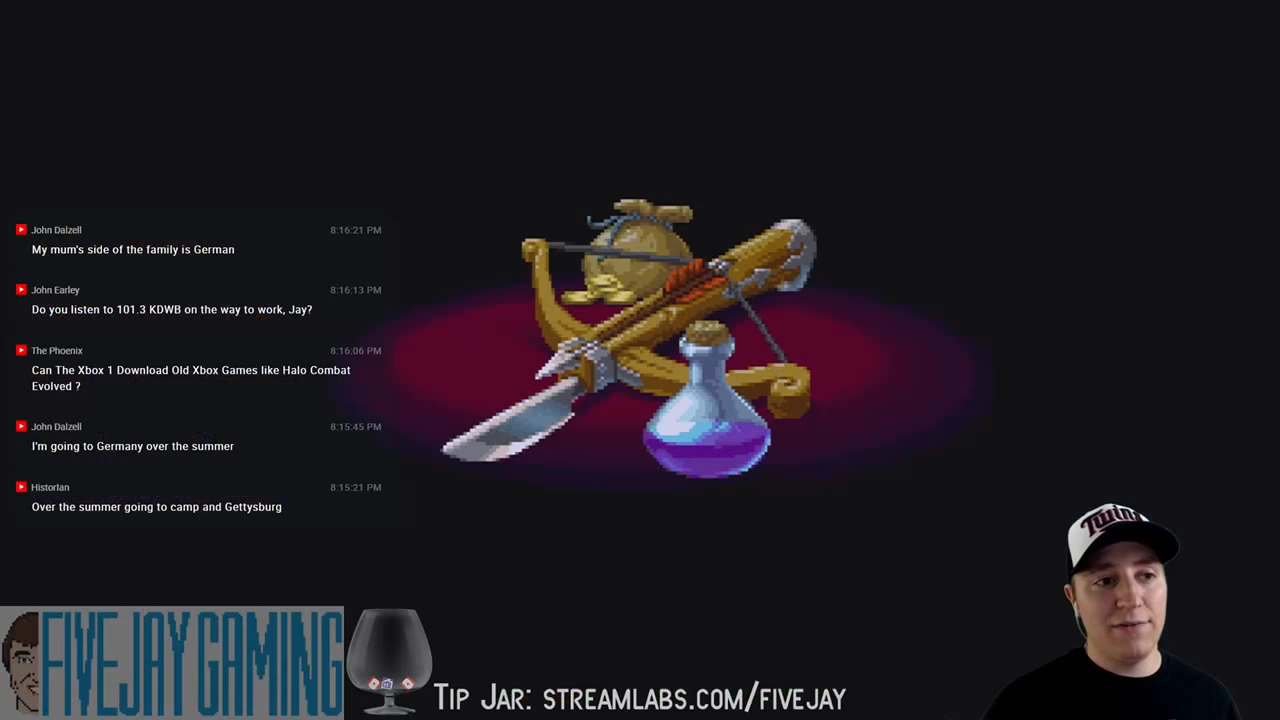 John Dalzell 8:16:21 PM
My mum's side of the family is German
John Earley 8:16:13 PM
Do you listen to 101.3 KDWB on the way to work, Jay?
The Phoenix 8:16:06 PM
Can The Xbox 1 Download Old Xbox Games like Halo Combat
Evolved ?
John Dalzell 8:15:45 PM
I'm going to Germany over the summer
Historian 8:15:21 PM
Over the summer going to camp and Gettysburg
Twins
FIVEJAY GAMING
Tip Jar: streamlabs.com/fivejay